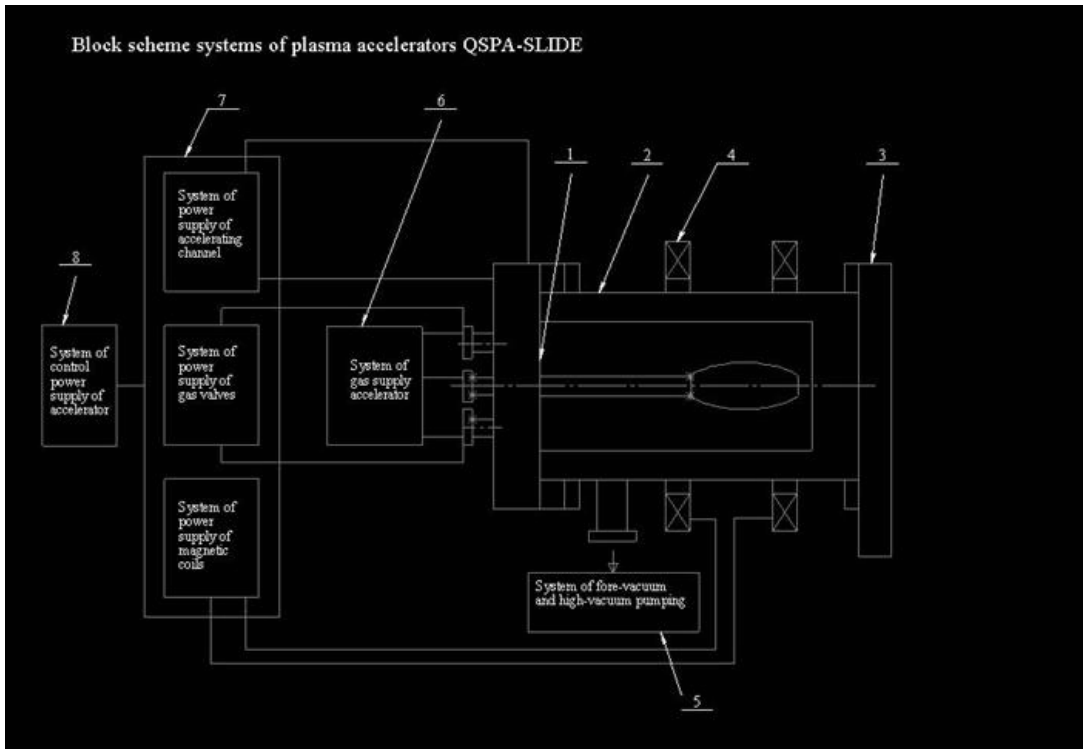 Block scheme systems of plasma accelerators QSPA-SLIDE
7
6
1
2
4
3
System of
power
supply of
accelerating
channel
8
System of
control
power
supply of
accelerator
System of
power
supply of
gas valves
System of
gas supply
accelerator
System of
power
supply of
magnetic
coils
System of fore-vacuum
and high-vacuum pumping
5